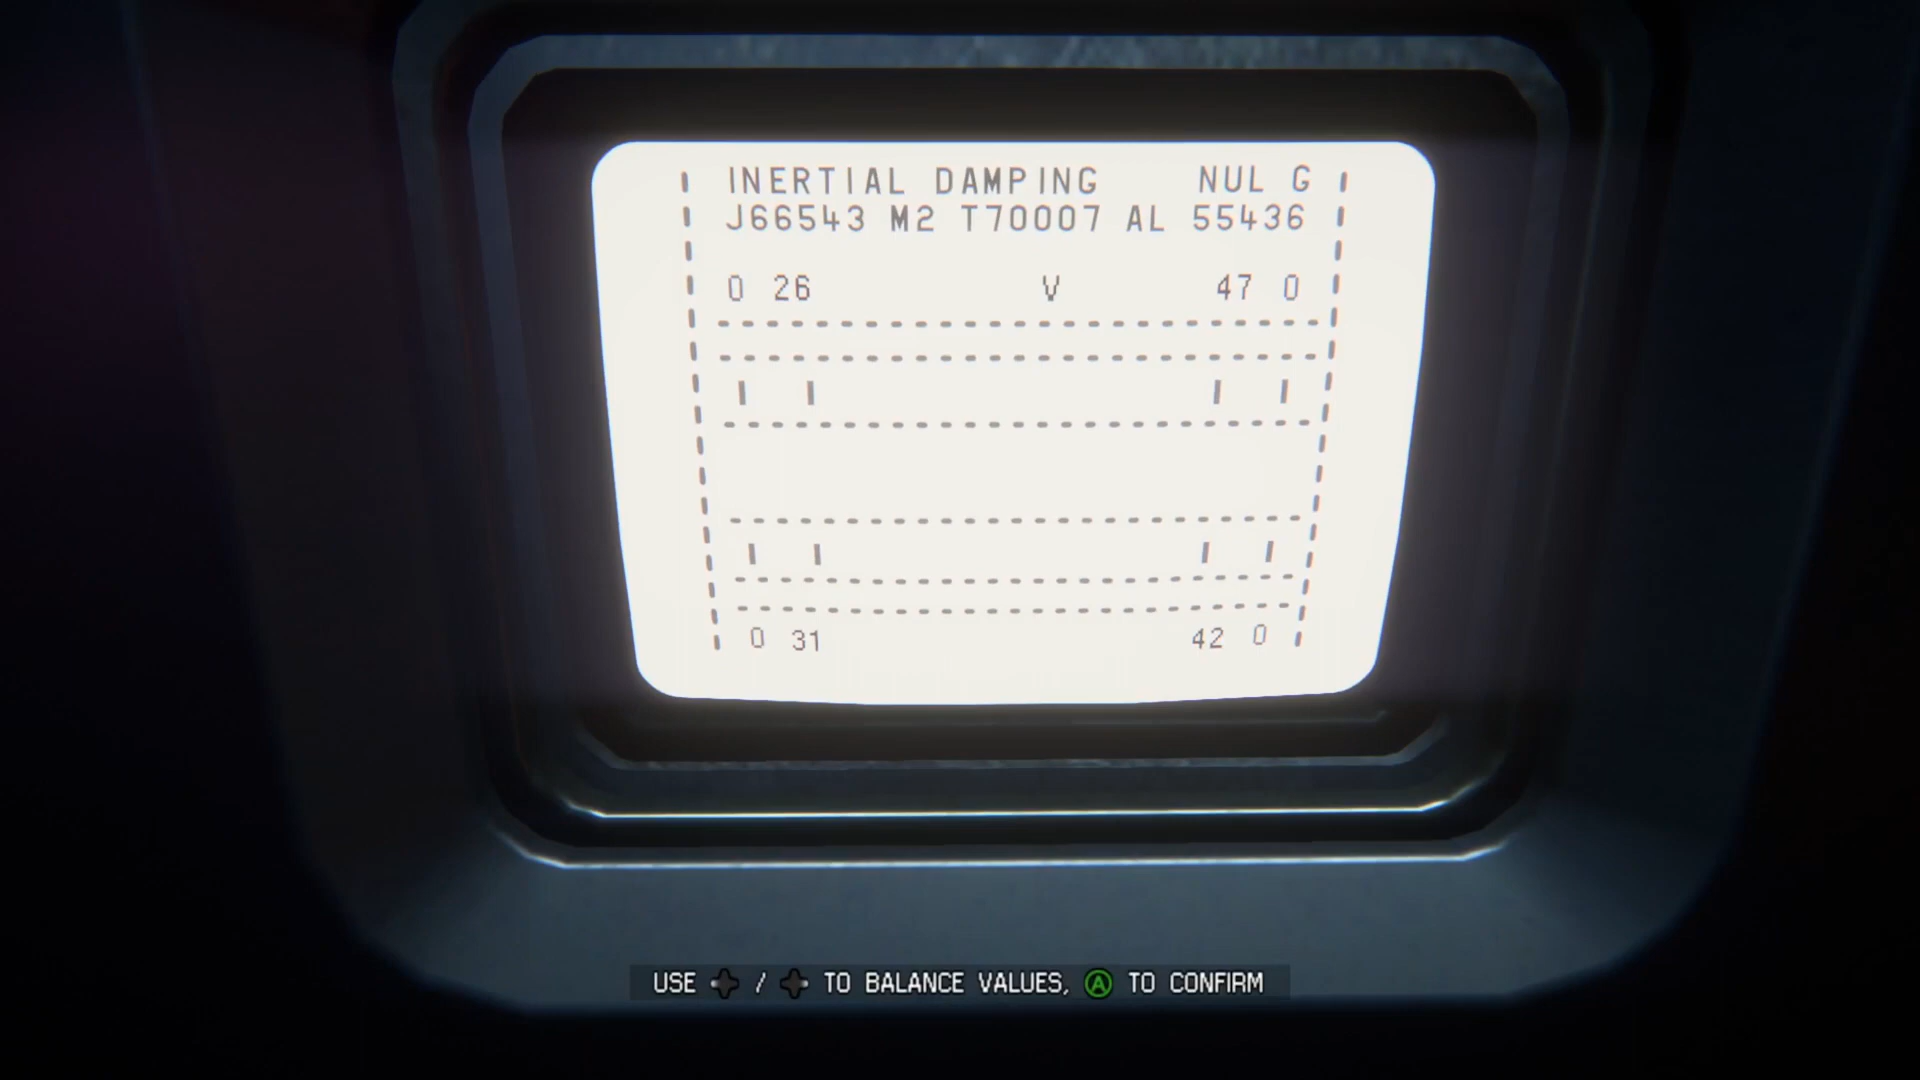 INERTIAL DAMPING NUL G
J66543 M2 T70007 AL 55436
0 26 V 47 0
0 31 42 0
USE / TO BALANCE VALUES, A TO CONFIRM